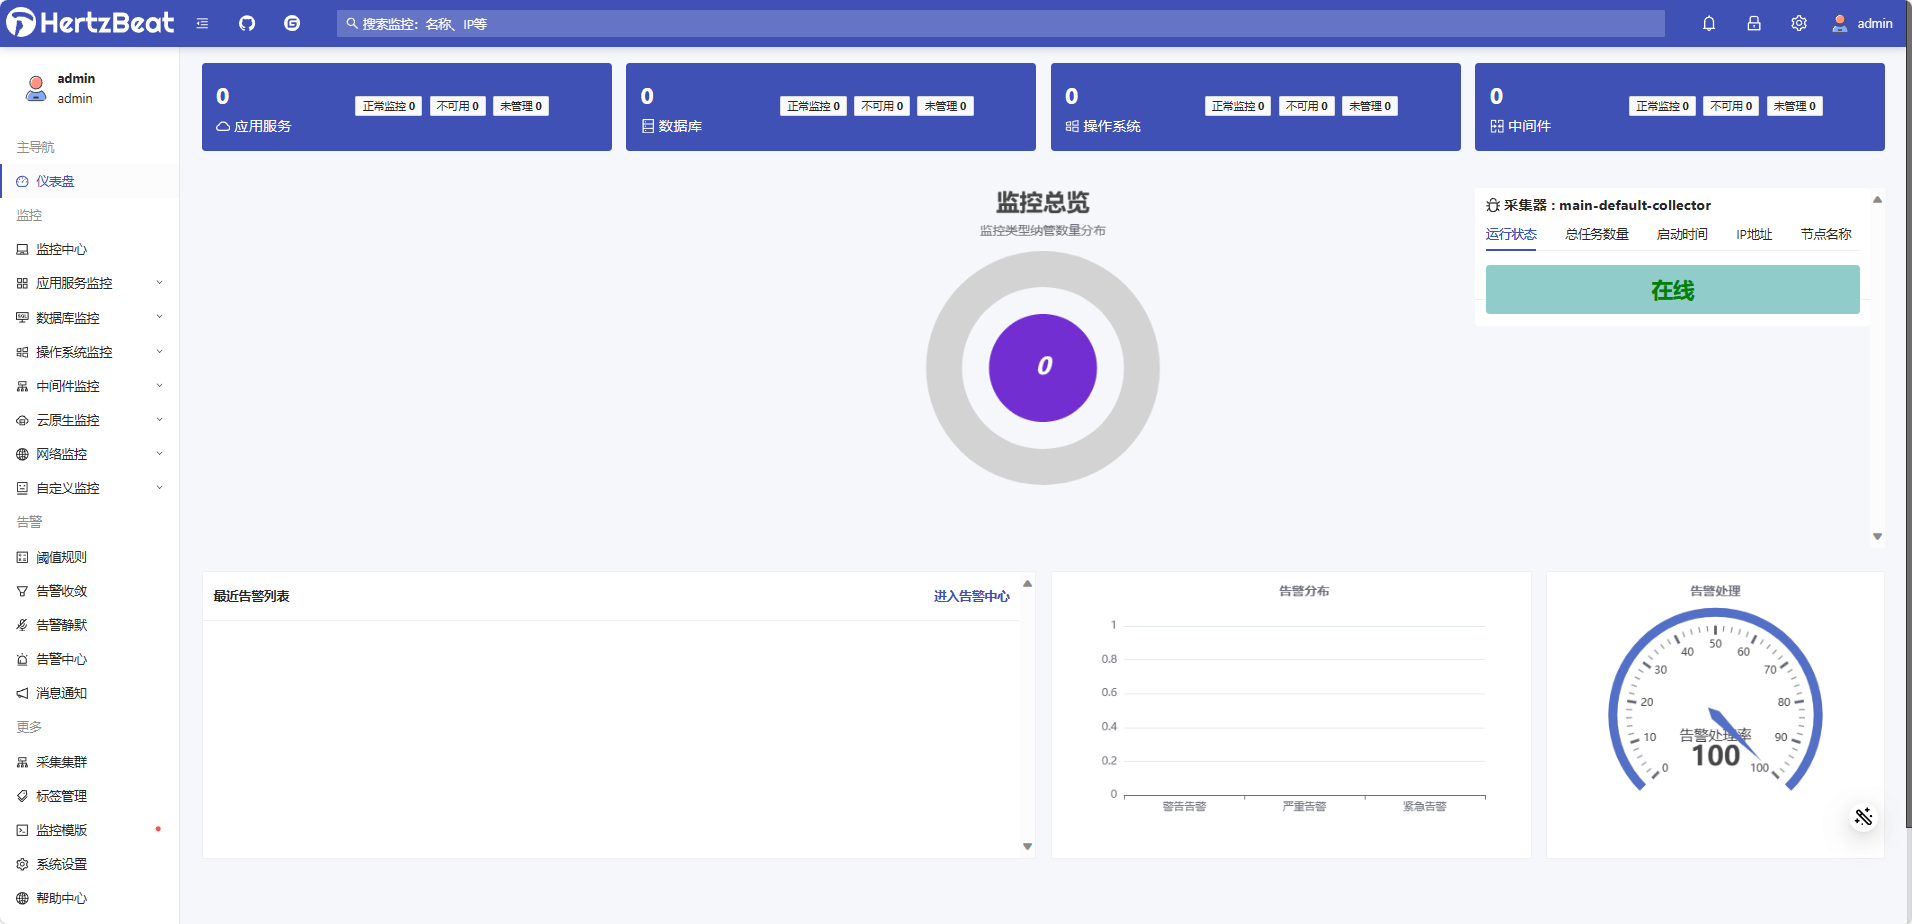 HertzBeat
搜索监控：名称、IP等
admin
admin
admin
主导航
仪表盘
监控
监控中心
应用服务监控
数据库监控
操作系统监控
中间件监控
云原生监控
网络监控
自定义监控
告警
阈值规则
告警收敛
告警静默
告警中心
消息通知
更多
采集集群
标签管理
监控模版
系统设置
帮助中心
0
应用服务
正常监控 0 不可用 0 未管理 0
0
数据库
正常监控 0 不可用 0 未管理 0
0
操作系统
正常监控 0 不可用 0 未管理 0
0
中间件
正常监控 0 不可用 0 未管理 0
监控总览
监控类型纳管数量分布
0
采集器 : main-default-collector
运行状态 总任务数量 启动时间 IP地址 节点名称
在线
最近告警列表 进入告警中心
告警分布
1
0.8
0.6
0.4
0.2
0
警告告警 严重告警 紧急告警
告警处理
0 10 20 30 40 50 60 70 80 90 100
告警处理率
100